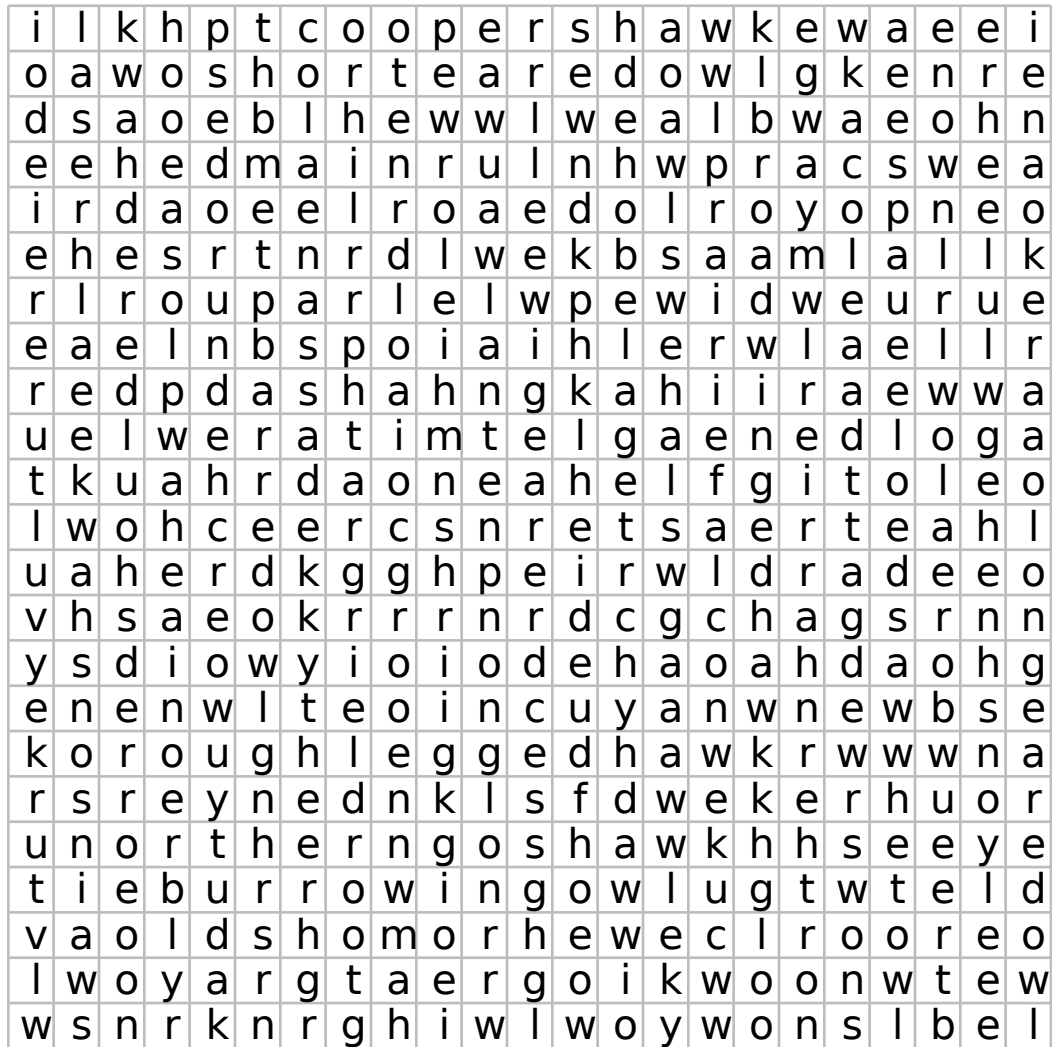 i l k h p t c o o p e r s h a w k e w a e e i
o a w o s h o r t e a r e d o w l g k e n r e
d s a o e b l h e w w l w e a l b w a e o h n
e e h e d m a i n r u l n h w p r a c s w e a
i r d a o e e l r o a e d o l r o y o p n e o
e h e s r t n r d l w e k b s a a m l a l l k
r l r o u p a r l e l w p e w i d w e u r u e
e a e l n b s p o i a i h l e r w l a e l l r
r e d p d a s h a h n g k a h i i r a e w w a
u e l w e r a t i m t e l g a e n e d l o g a
t k u a h r d a o n e a h e l f g i t o l e o
l w o h c e e r c s n r e t s a e r t e a h l
u a h e r d k g g h p e i r w l d r a d e e o
v h s a e o k r r r n r d c g c h a g s r n n
y s d i o w y i o i o d e h a o a h d a o h g
e n e n w l t e o i n c u y a n w n e w b s e
k o r o u g h l e g g e d h a w k r w w w n a
r s r e y n e d n k l s f d w e k e r h u o r
u n o r t h e r n g o s h a w k h h s e e y e
t i e b u r r o w i n g o w l u g t w t e l d
v a o l d s h o m o r h e w e c l r o o r e o
l w o y a r g t a e r g o i k w o o n w t e w
w s n r k n r g h i w l w o y w o n s l b e l